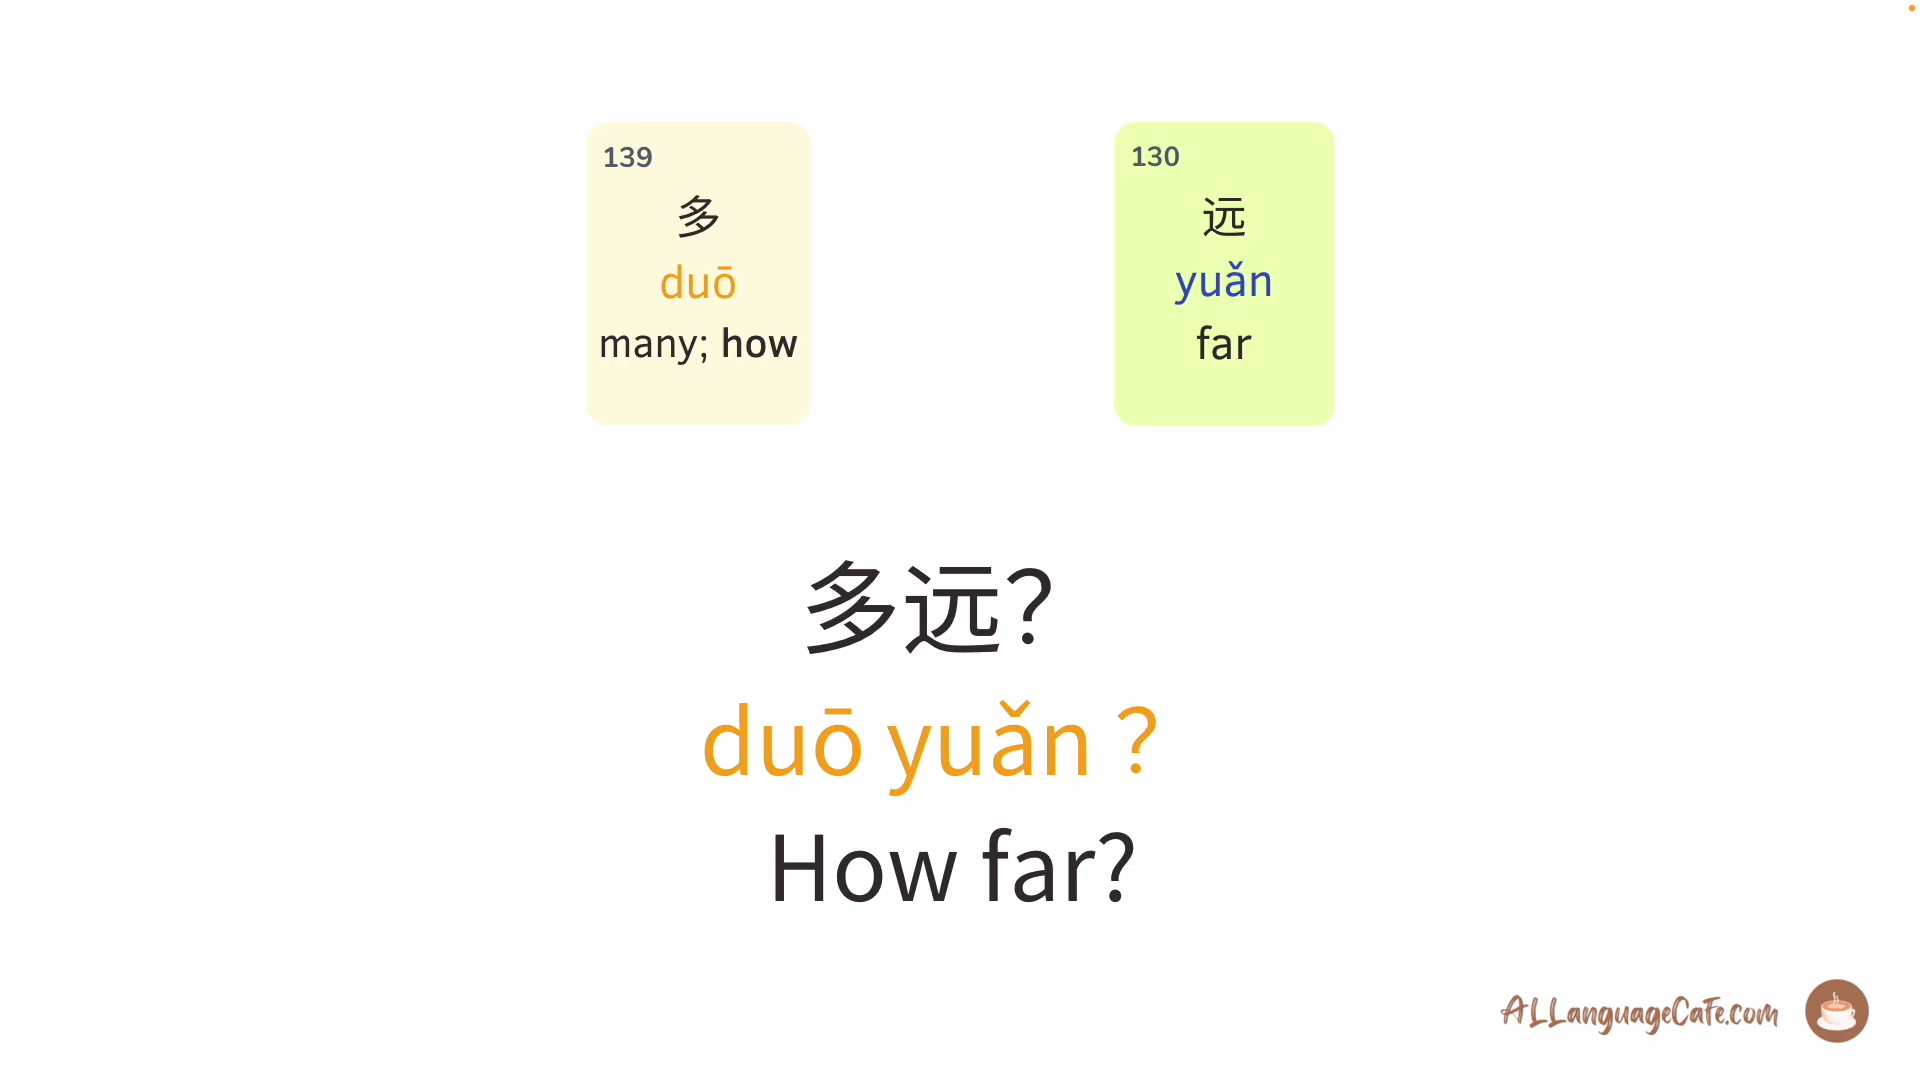 139
多
duō
many; how
130
远
yuǎn
far
多远?
duō yuǎn ?
How far?
ALLanguageCafe.com